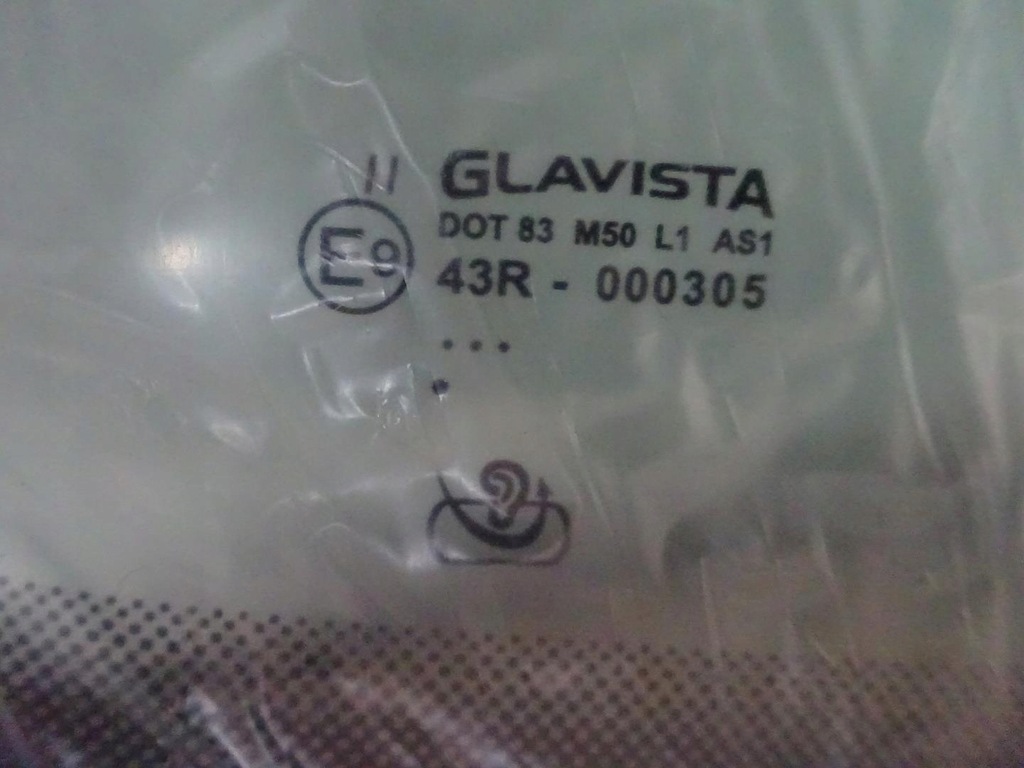 II GLAVISTA
DOT 83 M50 L1 AS1
E9 43R - 000305